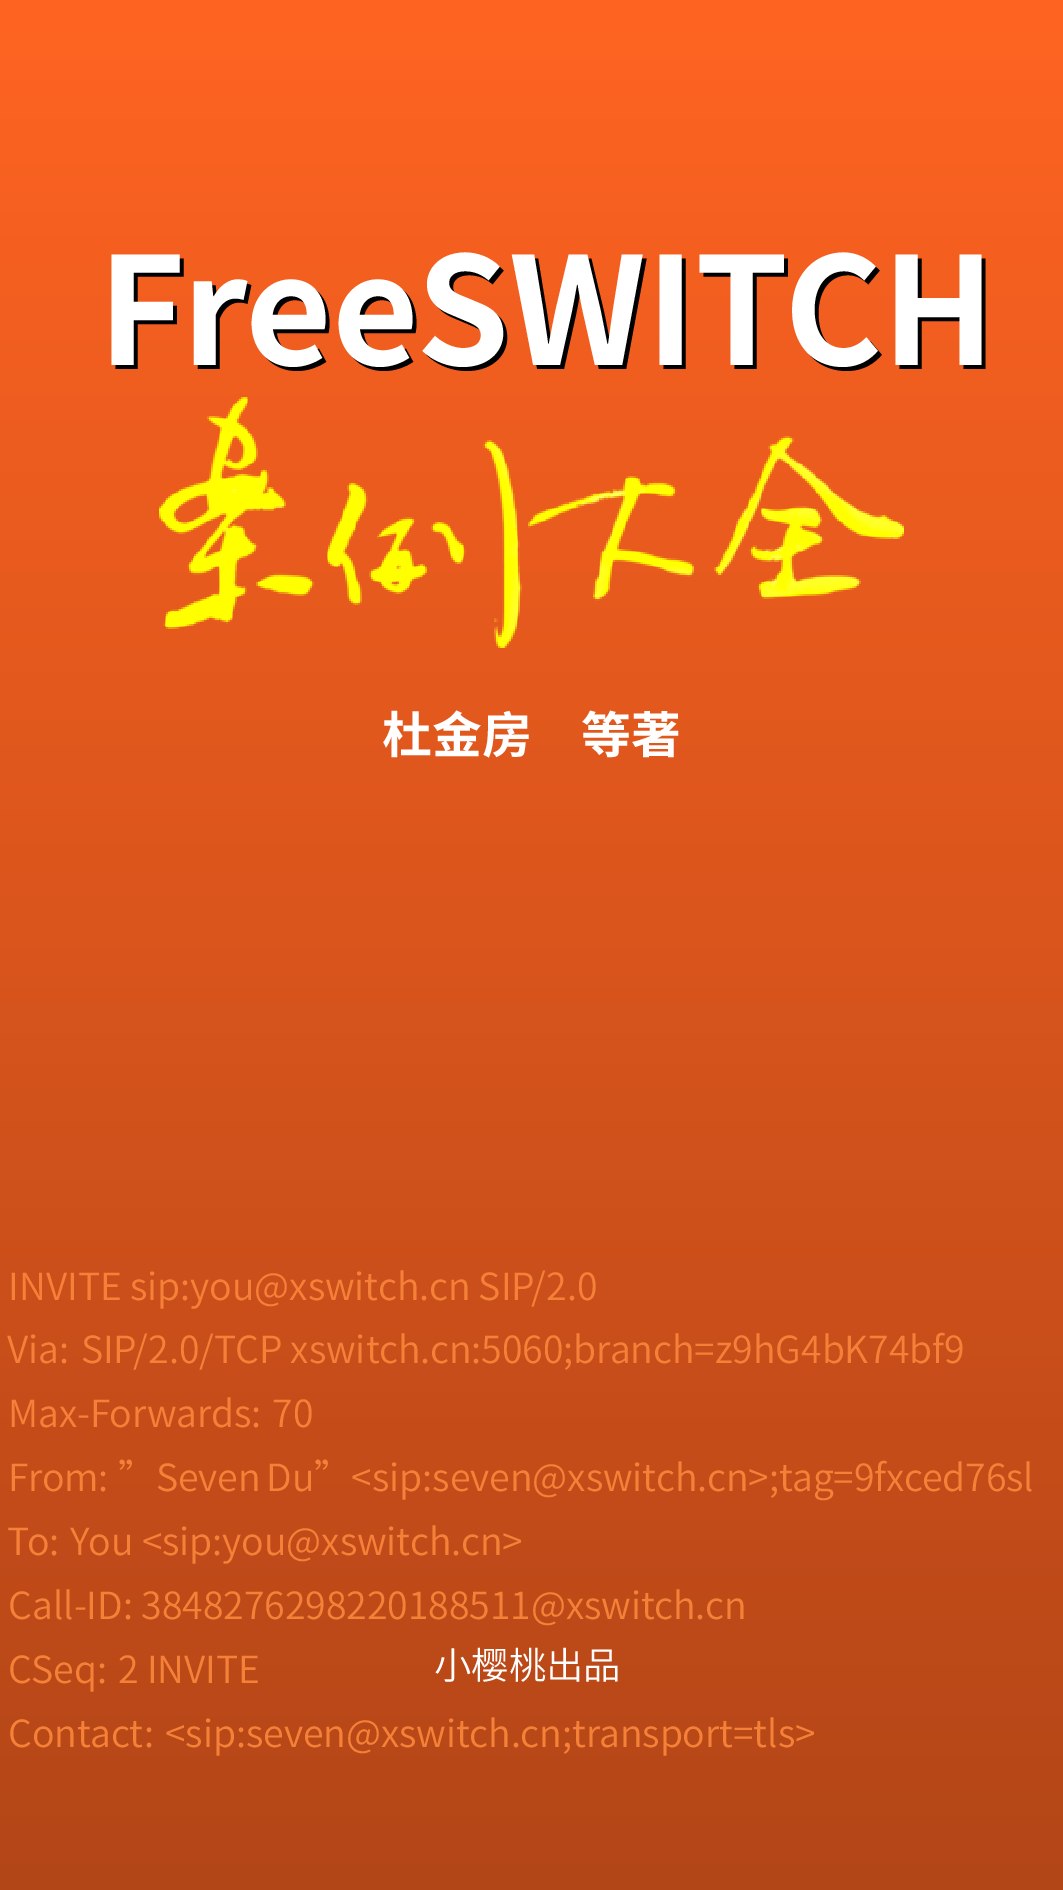 FreeSWITCH
案例大全
杜金房　等著
INVITE sip:you@xswitch.cn SIP/2.0
Via: SIP/2.0/TCP xswitch.cn:5060;branch=z9hG4bK74bf9
Max-Forwards: 70
From: ”Seven Du” <sip:seven@xswitch.cn>;tag=9fxced76sl
To: You <sip:you@xswitch.cn>
Call-ID: 3848276298220188511@xswitch.cn
CSeq: 2 INVITE
小樱桃出品
Contact: <sip:seven@xswitch.cn;transport=tls>